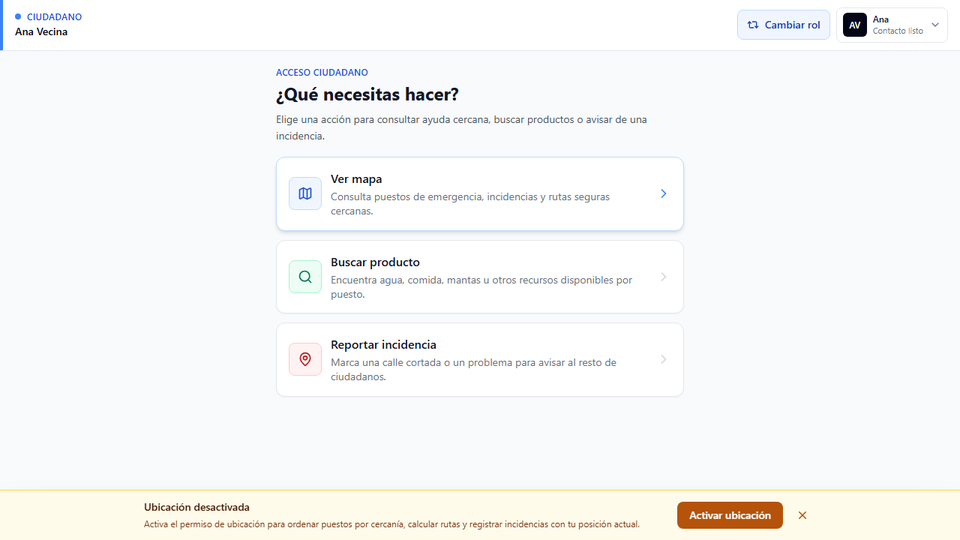 CIUDADANO
Ana Vecina
Cambiar rol
AV
Ana
Contacto listo
ACCESO CIUDADANO
¿Qué necesitas hacer?
Elige una acción para consultar ayuda cercana, buscar productos o avisar de una
incidencia.
Ver mapa
Consulta puestos de emergencia, incidencias y rutas seguras
cercanas.
Buscar producto
Encuentra agua, comida, mantas u otros recursos disponibles por
puesto.
Reportar incidencia
Marca una calle cortada o un problema para avisar al resto de
ciudadanos.
Ubicación desactivada
Activa el permiso de ubicación para ordenar puestos por cercanía, calcular rutas y registrar incidencias con tu posición actual.
Activar ubicación